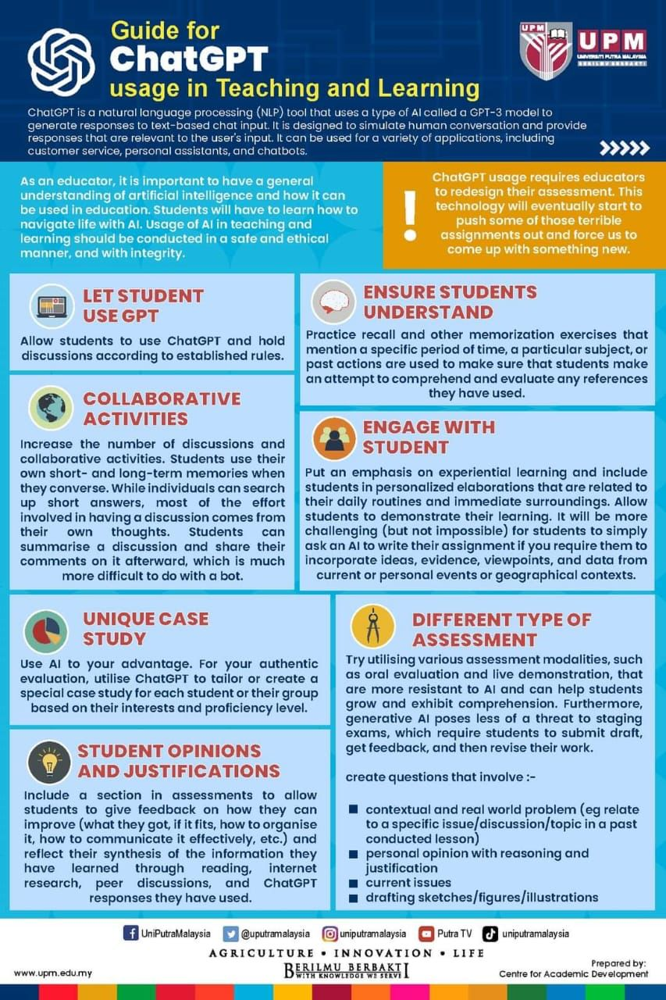 Guide for
ChatGPT
usage in Teaching and Learning
UPM
UPM
UNIVERSITI PUTRA MALAYSIA
BERILMU BERBAKTI
ChatGPT is a natural language processing (NLP) tool that uses a type of AI called a GPT-3 model to
generate responses to text-based chat input. It is designed to simulate human conversation and provide
responses that are relevant to the user's input. It can be used for a variety of applications, including
customer service, personal assistants, and chatbots.
As an educator, it is important to have a general
understanding of artificial intelligence and how it can
be used in education. Students will have to learn how to
navigate life with AI. Usage of AI in teaching and
learning should be conducted in a safe and ethical
manner, and with integrity.
!
ChatGPT usage requires educators
to redesign their assessment. This
technology will eventually start to
push some of those terrible
assignments out and force us to
come up with something new.
LET STUDENT
USE GPT
Allow students to use ChatGPT and hold
discussions according to established rules.
ENSURE STUDENTS
UNDERSTAND
Practice recall and other memorization exercises that
mention a specific period of time, a particular subject, or
past actions are used to make sure that students make
an attempt to comprehend and evaluate any references
they have used.
COLLABORATIVE
ACTIVITIES
Increase the number of discussions and
collaborative activities. Students use their
own short- and long-term memories when
they converse. While individuals can search
up short answers, most of the effort
involved in having a discussion comes from
their own thoughts. Students can
summarise a discussion and share their
comments on it afterward, which is much
more difficult to do with a bot.
ENGAGE WITH
STUDENT
Put an emphasis on experiential learning and include
students in personalized elaborations that are related to
their daily routines and immediate surroundings. Allow
students to demonstrate their learning. It will be more
challenging (but not impossible) for students to simply
ask an AI to write their assignment if you require them to
incorporate ideas, evidence, viewpoints, and data from
current or personal events or geographical contexts.
UNIQUE CASE
STUDY
Use AI to your advantage. For your authentic
evaluation, utilise ChatGPT to tailor or create a
special case study for each student or their group
based on their interests and proficiency level.
DIFFERENT TYPE OF
ASSESSMENT
Try utilising various assessment modalities, such
as oral evaluation and live demonstration, that
are more resistant to AI and can help students
grow and exhibit comprehension. Furthermore,
generative AI poses less of a threat to staging
exams, which require students to submit draft,
get feedback, and then revise their work.
create questions that involve :-
contextual and real world problem (eg relate
to a specific issue/discussion/topic in a past
conducted lesson)
personal opinion with reasoning and
justification
current issues
drafting sketches/figures/illustrations
STUDENT OPINIONS
AND JUSTIFICATIONS
Include a section in assessments to allow
students to give feedback on how they can
improve (what they got, if it fits, how to organise
it, how to communicate it effectively, etc.) and
reflect their synthesis of the information they
have learned through reading, internet
research, peer discussions, and ChatGPT
responses they have used.
UniPutraMalaysia
@uputramalaysia
uniputramalaysia
Putra TV
uniputramalaysia
AGRICULTURE • INNOVATION • LIFE
BERILMU BERBAKTI
WITH KNOWLEDGE WE SERVE
www.upm.edu.my
Prepared by:
Centre for Academic Development